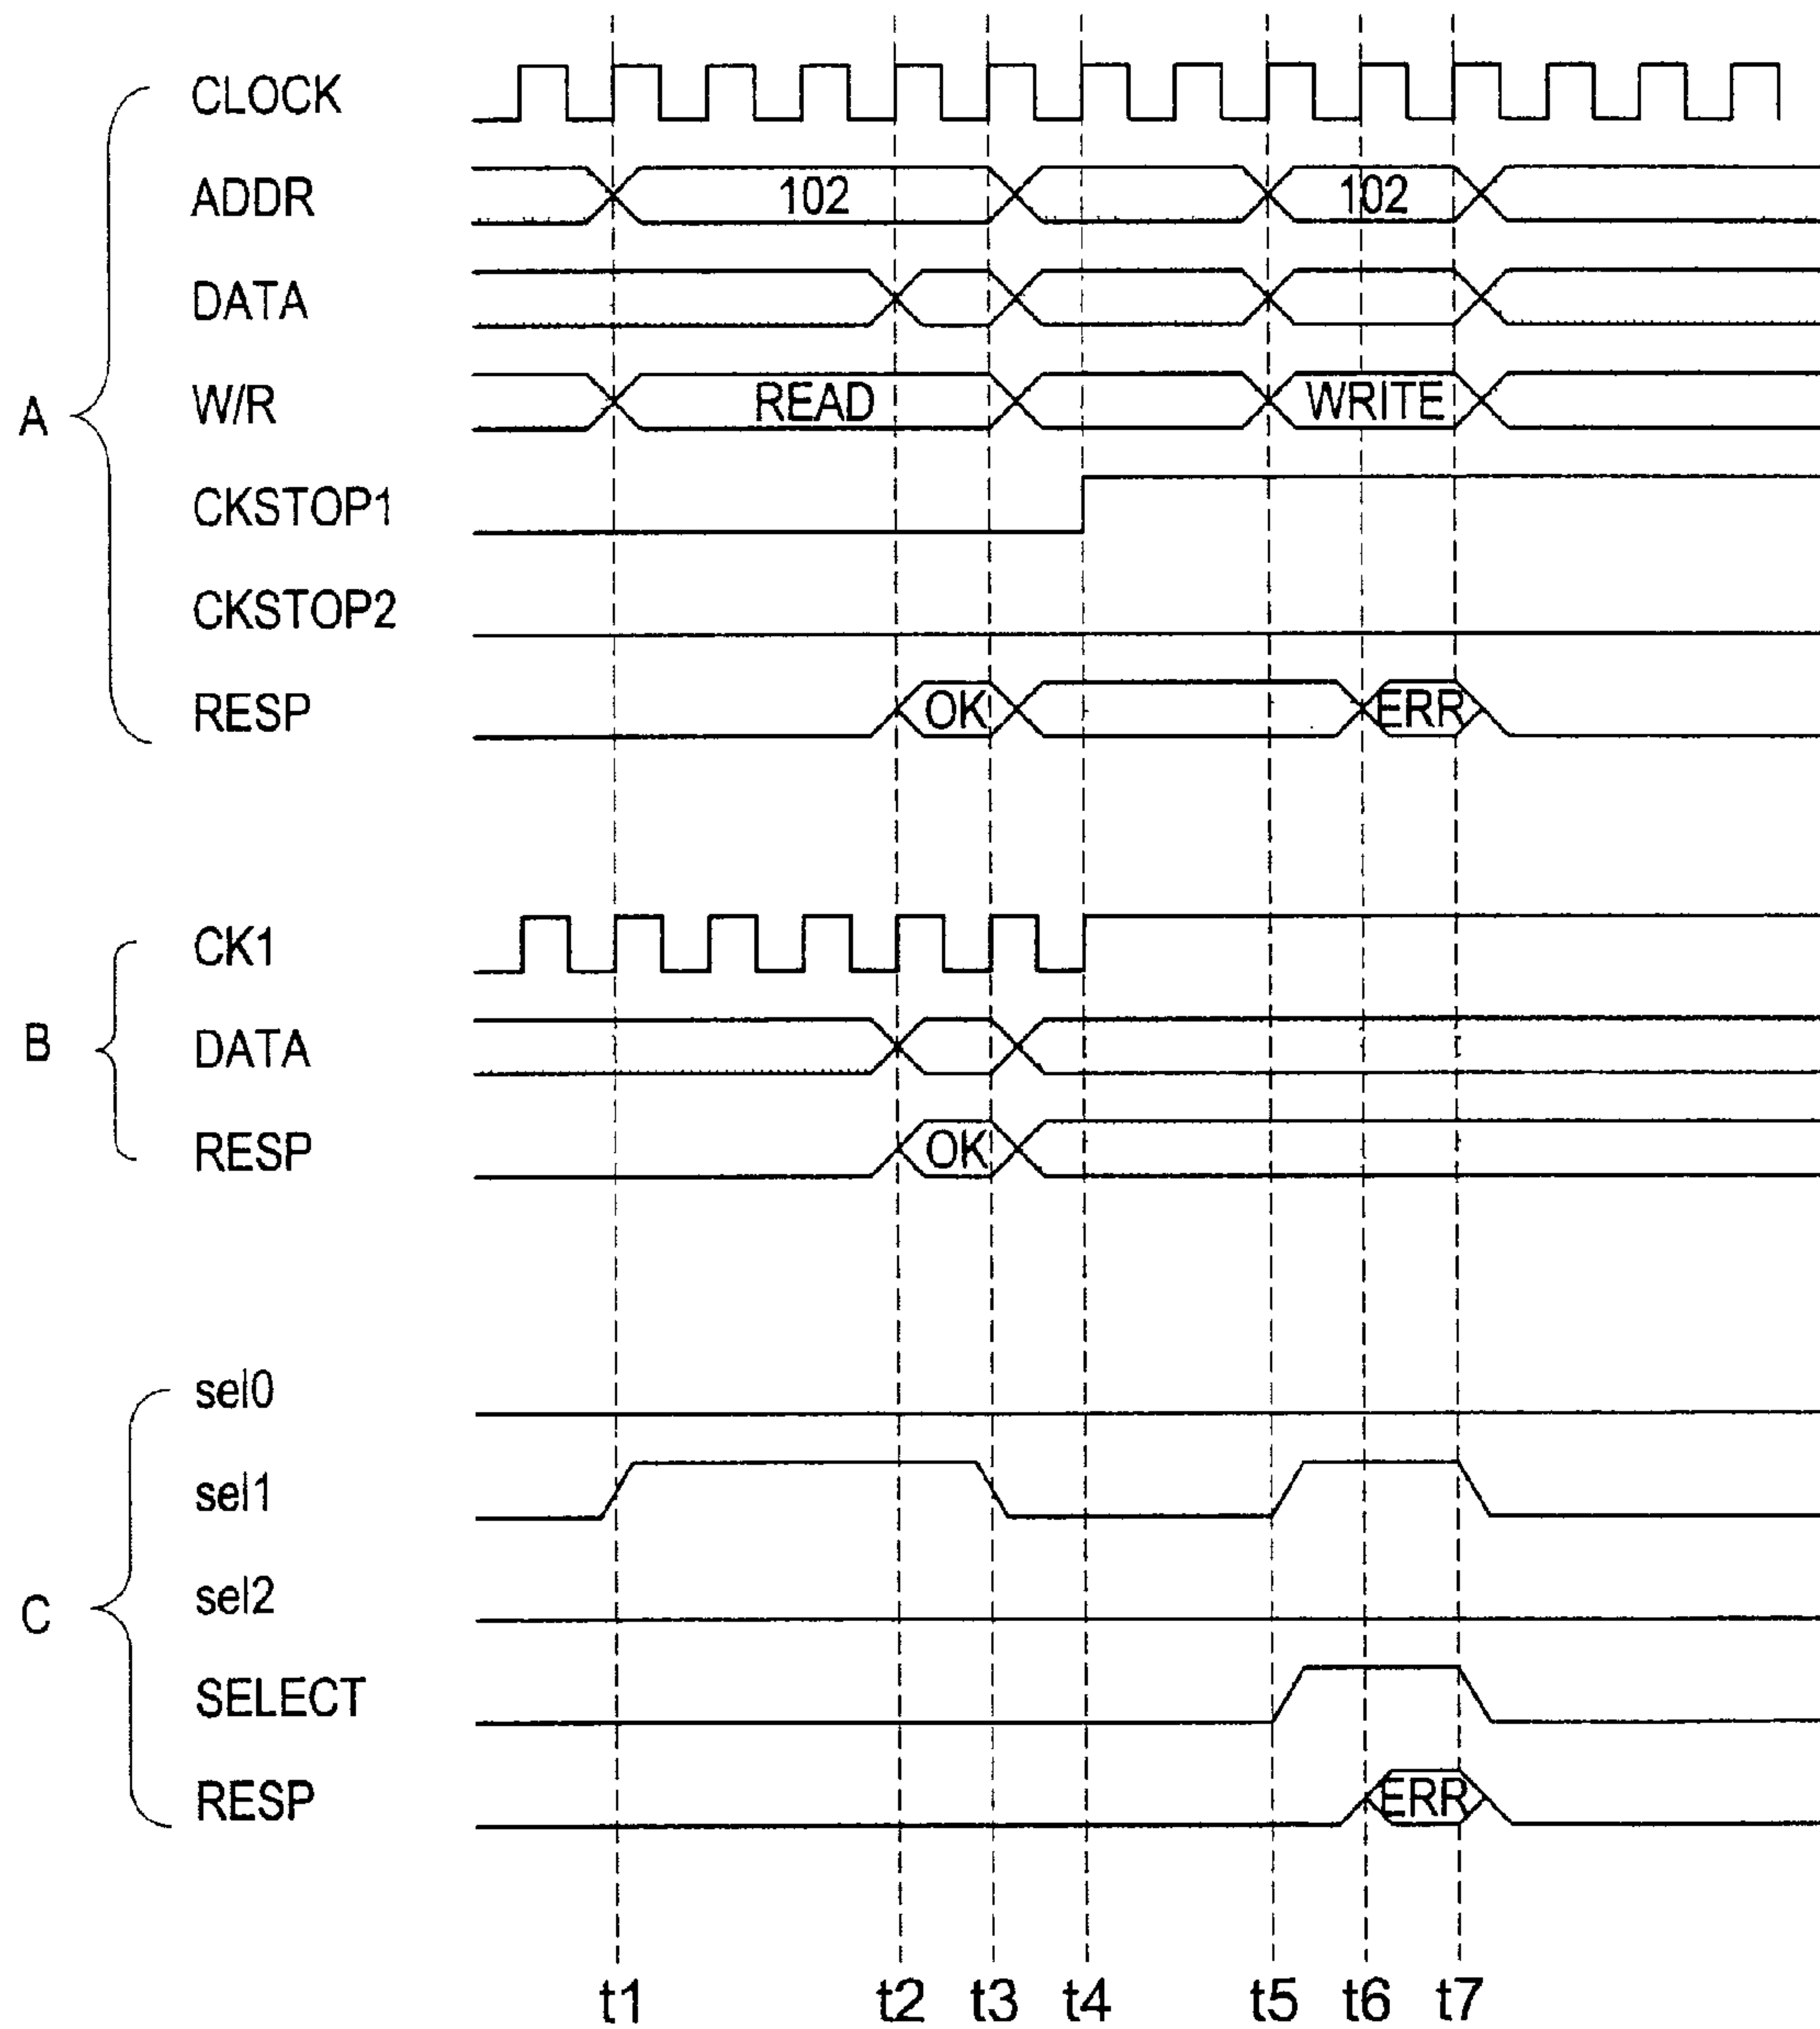 A
CLOCK
ADDR 102 102
DATA
W/R READ WRITE
CKSTOP1
CKSTOP2
RESP OK ERR
B
CK1
DATA
RESP OK
C
sel0
sel1
sel2
SELECT
RESP ERR
t1 t2 t3 t4 t5 t6 t7